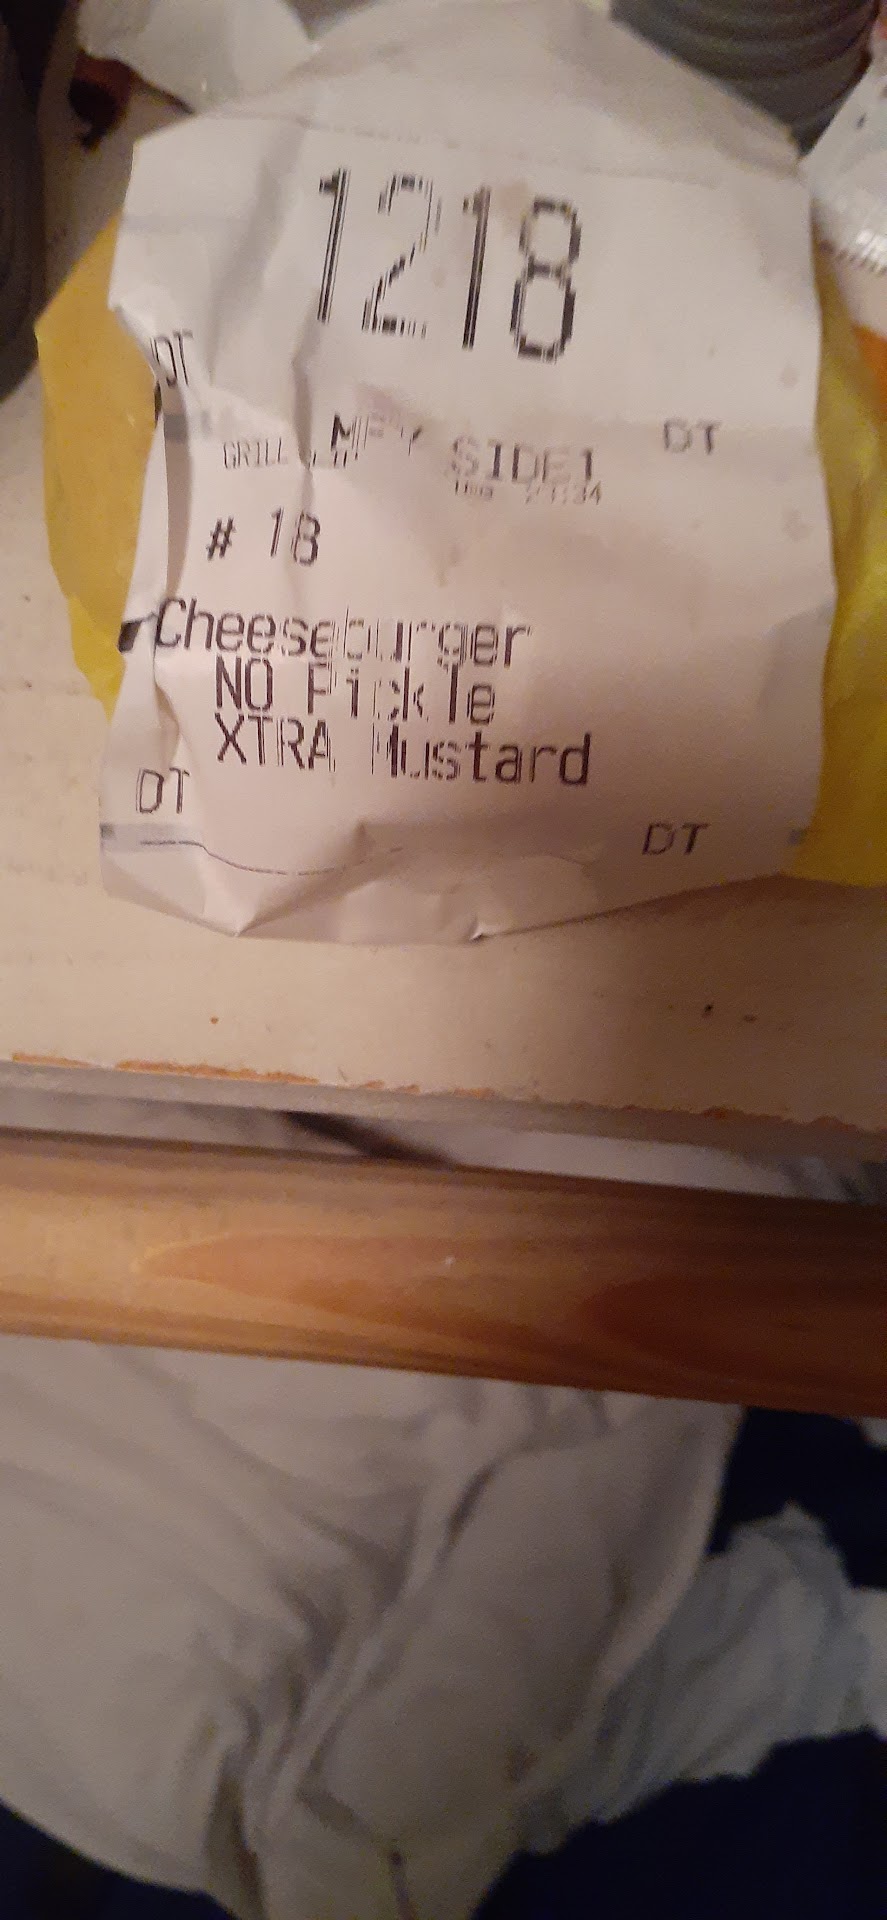 1218
DT
DT
GRILL MFY SIDE1
# 18
Cheeseburger
NO Pickle
XTRA Mustard
DT
DT